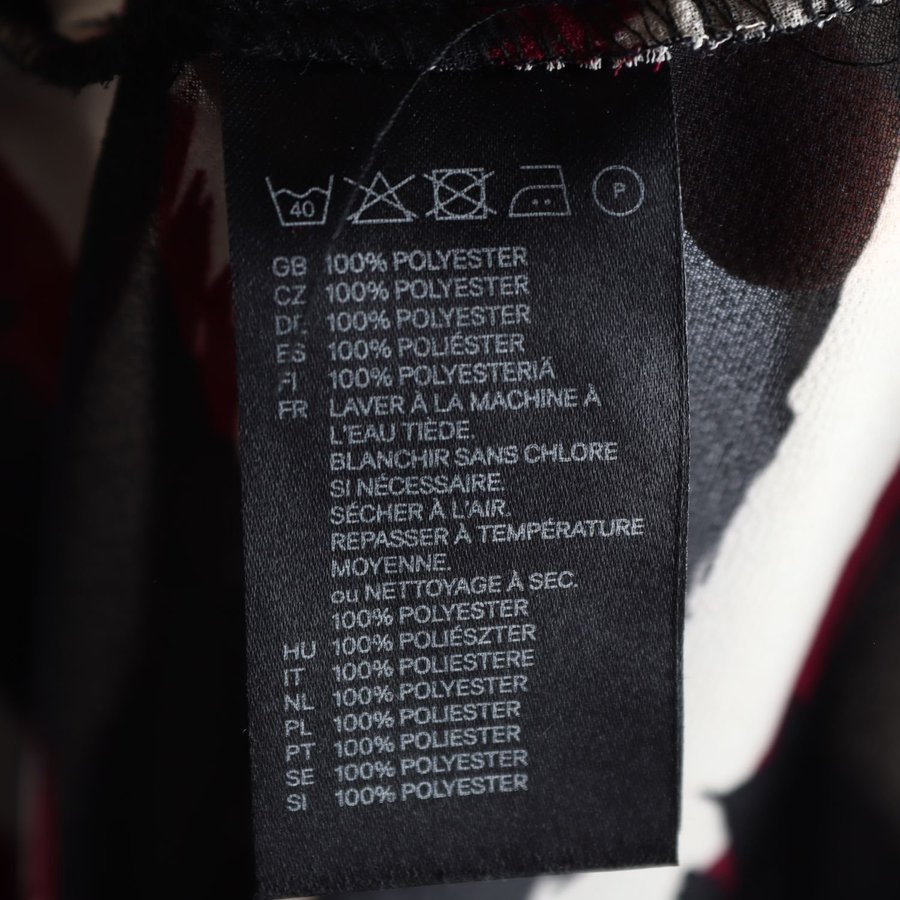 40 P
GB 100% POLYESTER
CZ 100% POLYESTER
DE 100% POLYESTER
ES 100% POLIÉSTER
FI 100% POLYESTERIÄ
FR LAVER À LA MACHINE À
L'EAU TIÈDE.
BLANCHIR SANS CHLORE
SI NÉCESSAIRE
SÉCHER À L'AIR.
REPASSER À TEMPÉRATURE
MOYENNE.
ou NETTOYAGE À SEC.
100% POLYESTER
HU 100% POLIÉSZTER
IT 100% POLIESTERE
NL 100% POLYESTER
PL 100% POLIESTER
PT 100% POLIESTER
SE 100% POLYESTER
SI 100% POLYESTER